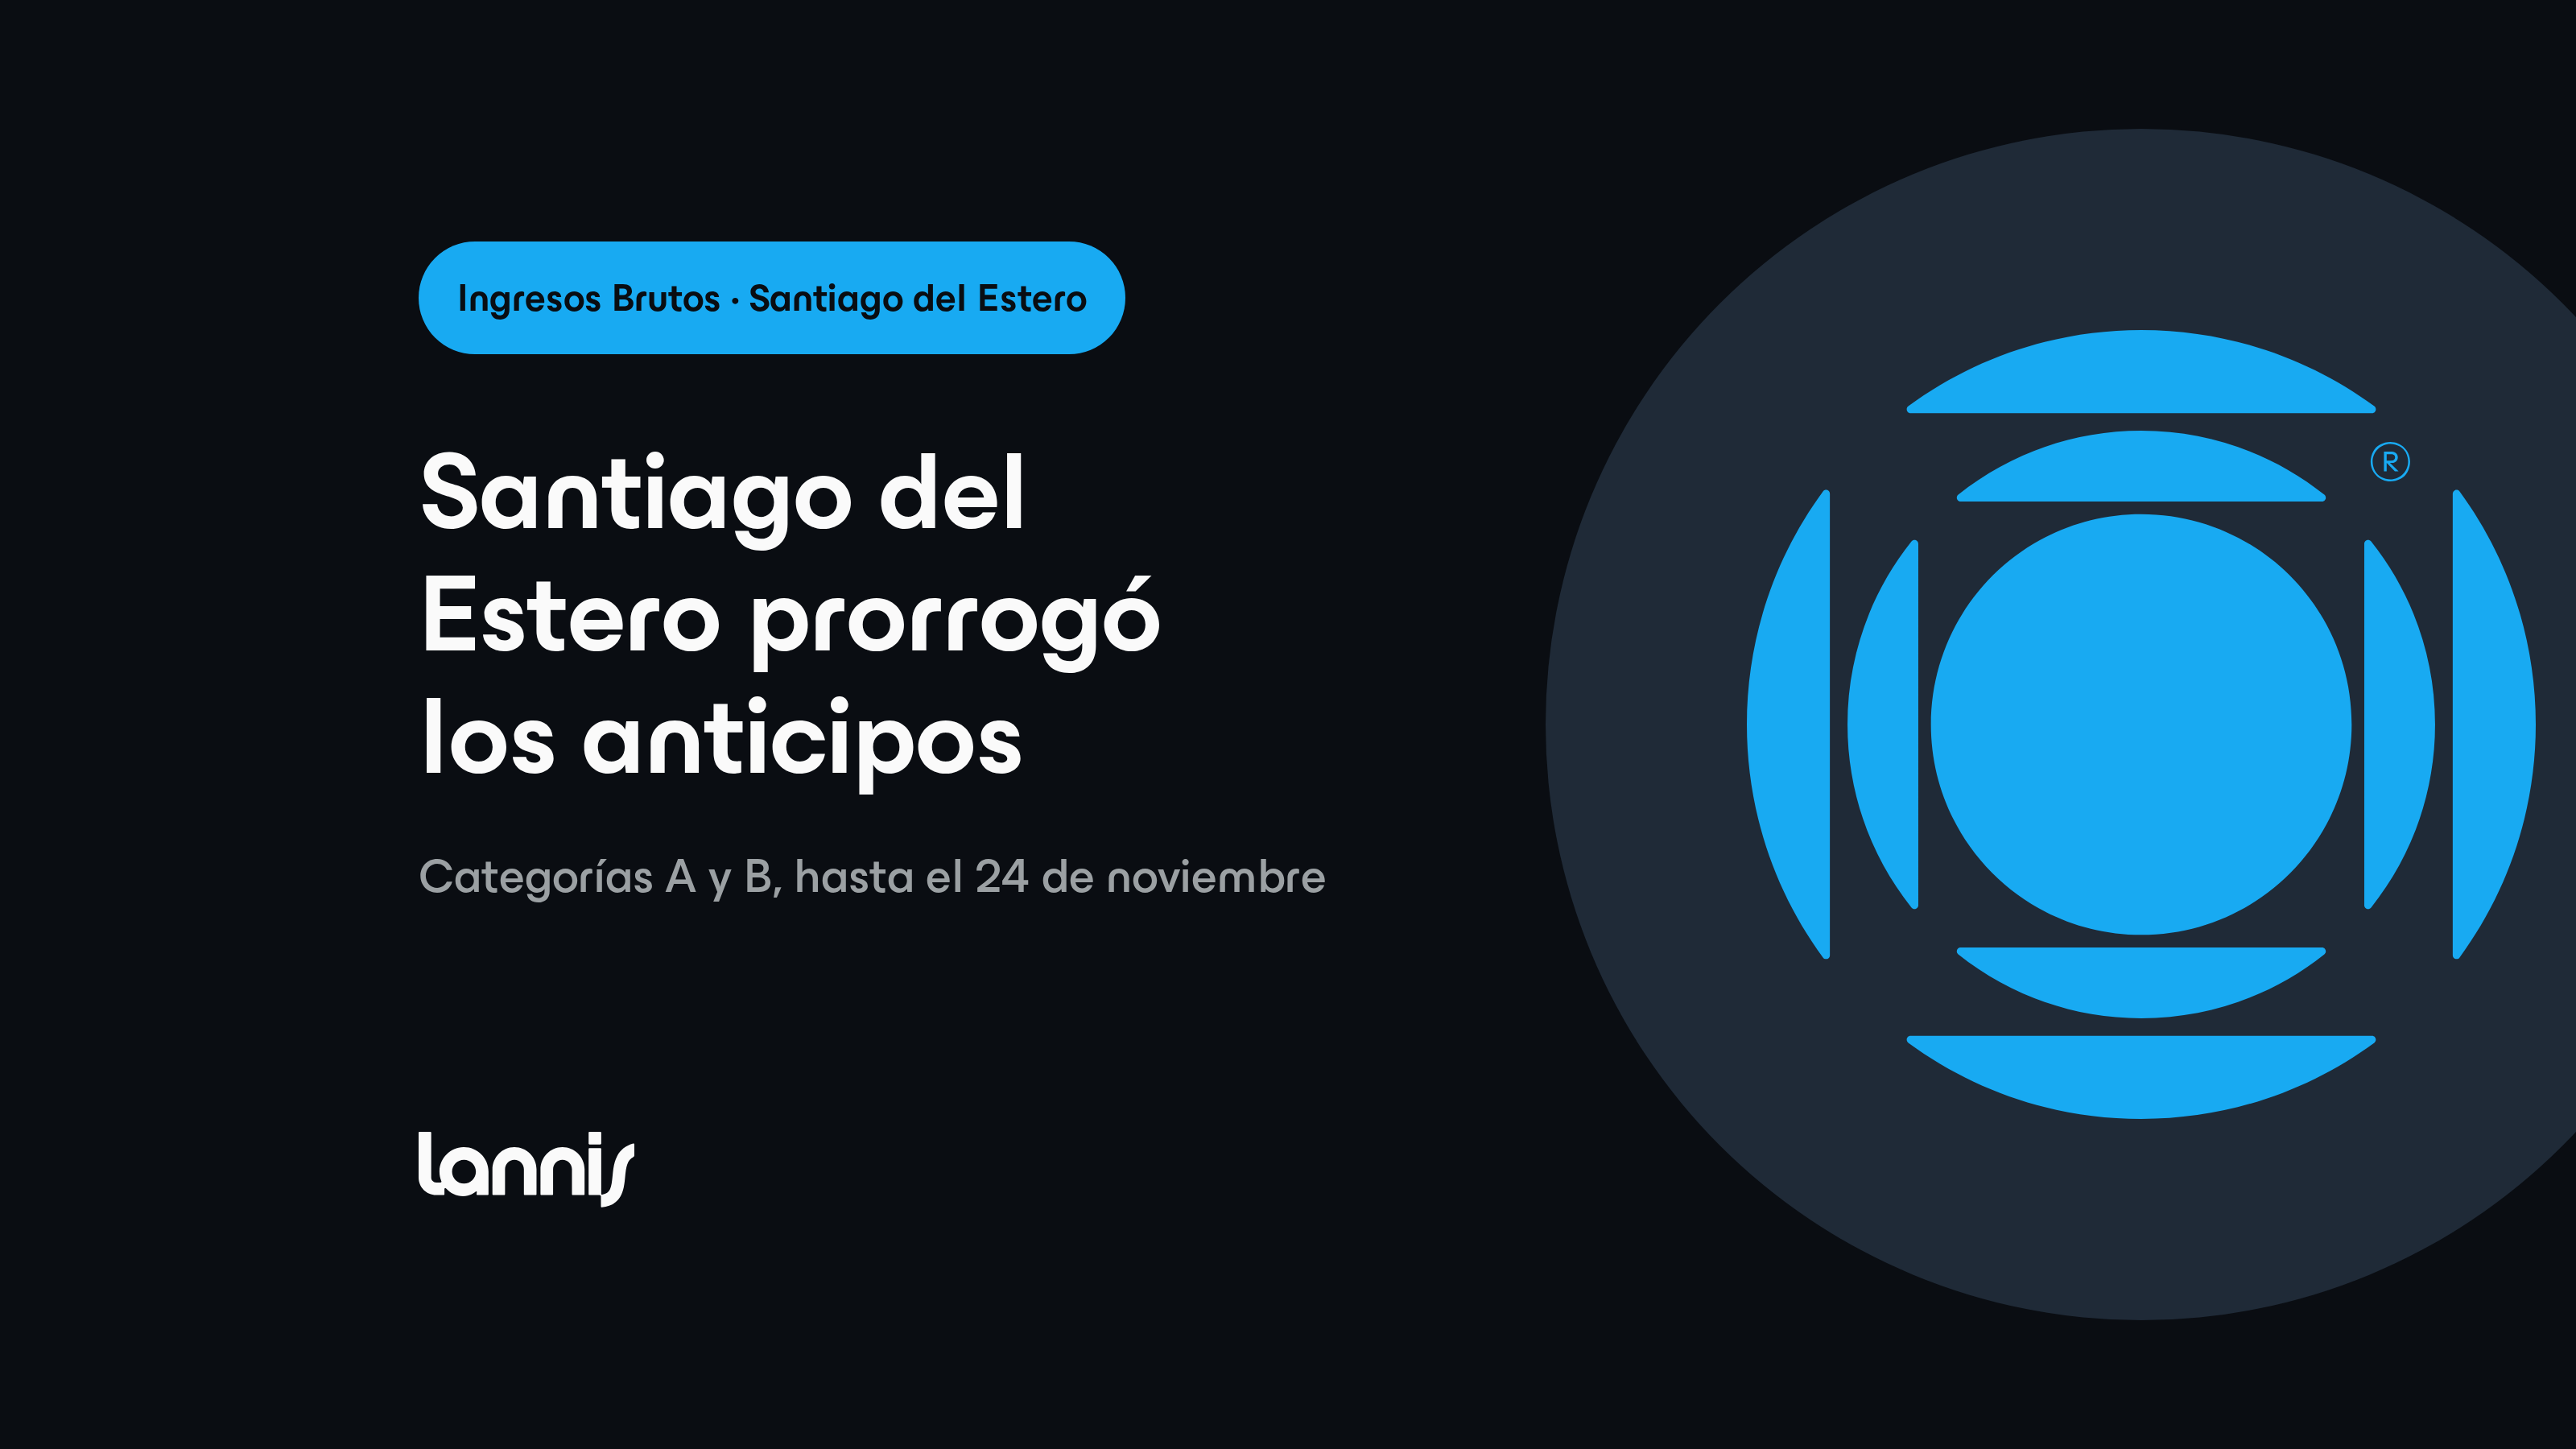 Ingresos Brutos · Santiago del Estero
Santiago del
Estero prorrogó
los anticipos
Categorías A y B, hasta el 24 de noviembre
lannis
®